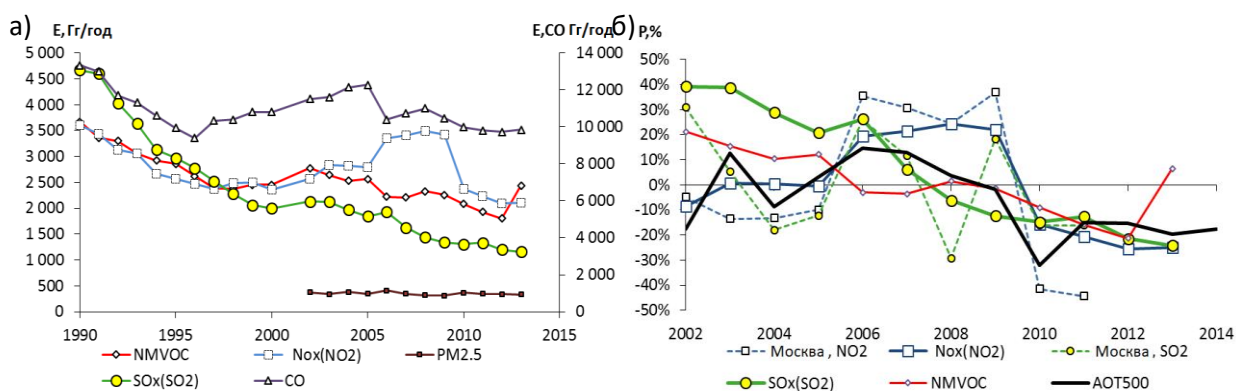 а)
E,Гг/год
E,CO Гг/год
5 000
4 500
4 000
3 500
3 000
2 500
2 000
1 500
1 000
500
0
14 000
12 000
10 000
8 000
6 000
4 000
2 000
0
1990 1995 2000 2005 2010 2015
NMVOC Nox(NO2) PM2.5
SOx(SO2) CO
б)
P,%
50%
40%
30%
20%
10%
0%
-10%
-20%
-30%
-40%
-50%
2002 2004 2006 2008 2010 2012 2014
Москва , NO2 Nox(NO2) Москва , SO2
SOx(SO2) NMVOC AOT500